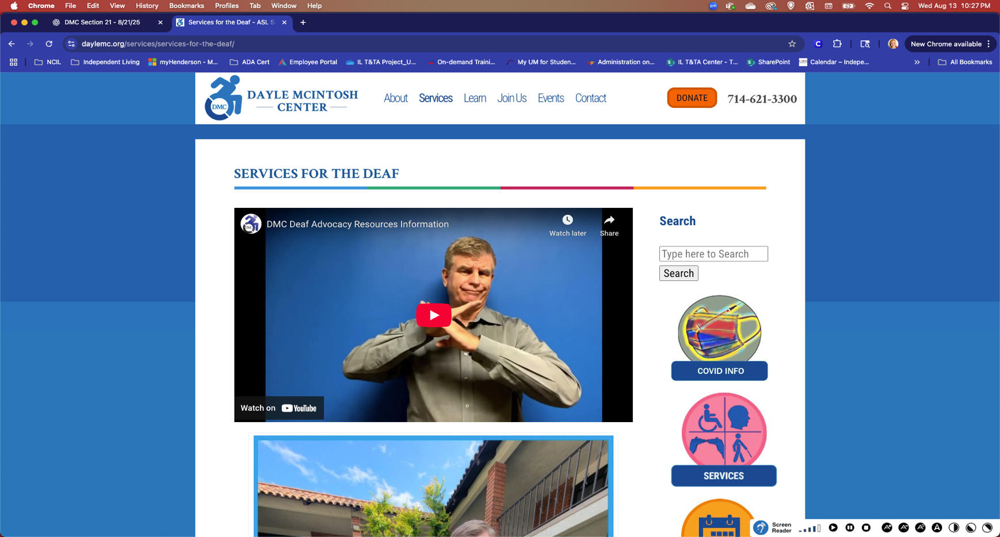 Chrome File Edit View History Bookmarks Profiles Tab Window Help zm Wed Aug 13 10:27 PM
DMC Section 21 - 8/21/25 Services for the Deaf - ASL S
daylemc.org/services/services-for-the-deaf/ C New Chrome available
NCIL Independent Living myHenderson - M... ADA Cert Employee Portal IL T&TA Project_U... On-demand Traini... My UM for Studen... Administration on... IL T&TA Center - T... SharePoint Calendar – Indepe... » All Bookmarks
DMC
DAYLE MCINTOSH
CENTER
About Services Learn Join Us Events Contact
DONATE
714-621-3300
SERVICES FOR THE DEAF
DMC Deaf Advocacy Resources Information
Watch later Share
Watch on YouTube
Search
Type here to Search
Search
COVID INFO
SERVICES
Screen
Reader